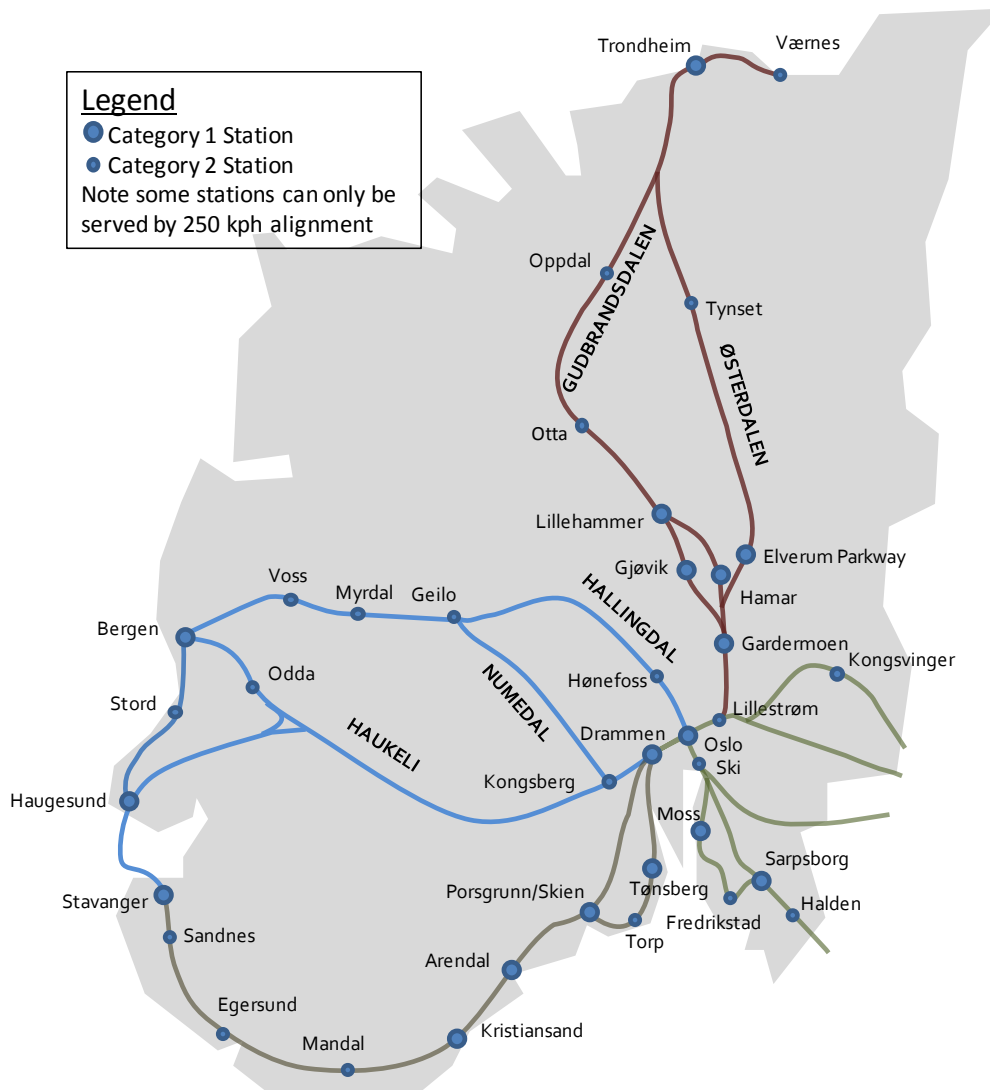 Trondheim
Værnes
Legend
Category 1 Station
Category 2 Station
Note some stations can only be
served by 250 kph alignment
Oppdal
GUDBRANDSDALEN
Tynset
ØSTERDALEN
Otta
Lillehammer
Elverum Parkway
Gjøvik
Hamar
Voss
Myrdal
Geilo
HALLINGDAL
Bergen
Gardermoen
Kongsvinger
Odda
Hønefoss
NUMEDAL
Stord
Lillestrøm
HAUKELI
Drammen
Oslo
Ski
Kongsberg
Haugesund
Moss
Sarpsborg
Stavanger
Porsgrunn/Skien
Tønsberg
Halden
Fredrikstad
Sandnes
Torp
Arendal
Egersund
Mandal
Kristiansand